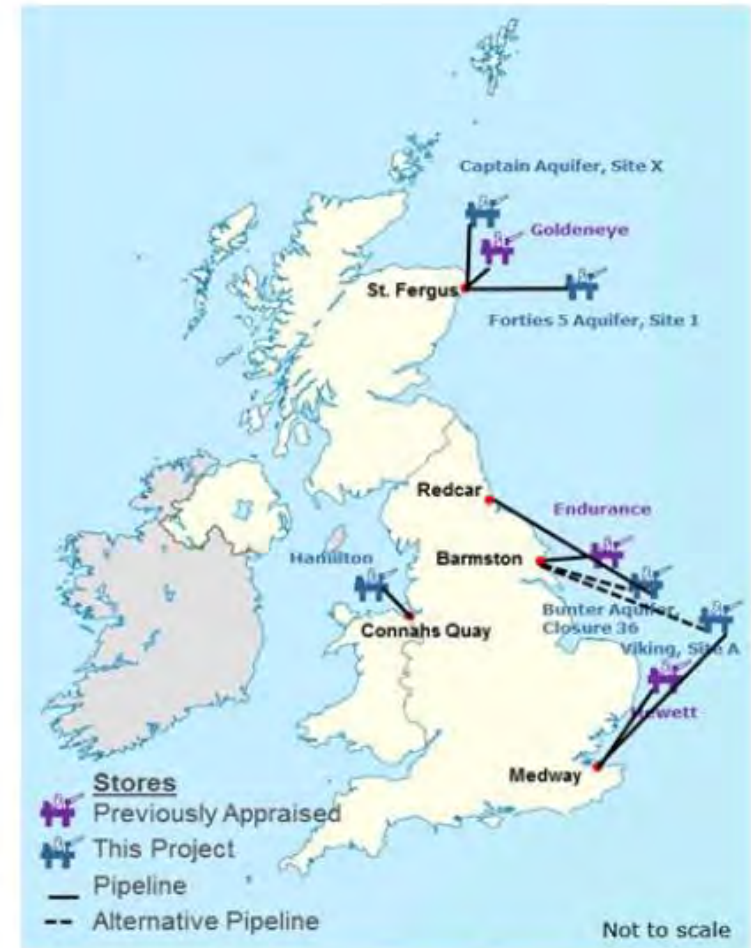 Captain Aquifer, Site X
Goldeneye
St. Fergus
Forties 5 Aquifer, Site 1
Redcar
Endurance
Barmston
Hamilton
Bunter Aquifer
Closure 36
Connahs Quay
Viking, Site A
Hewett
Medway
Stores
Previously Appraised
This Project
Pipeline
Alternative Pipeline
Not to scale